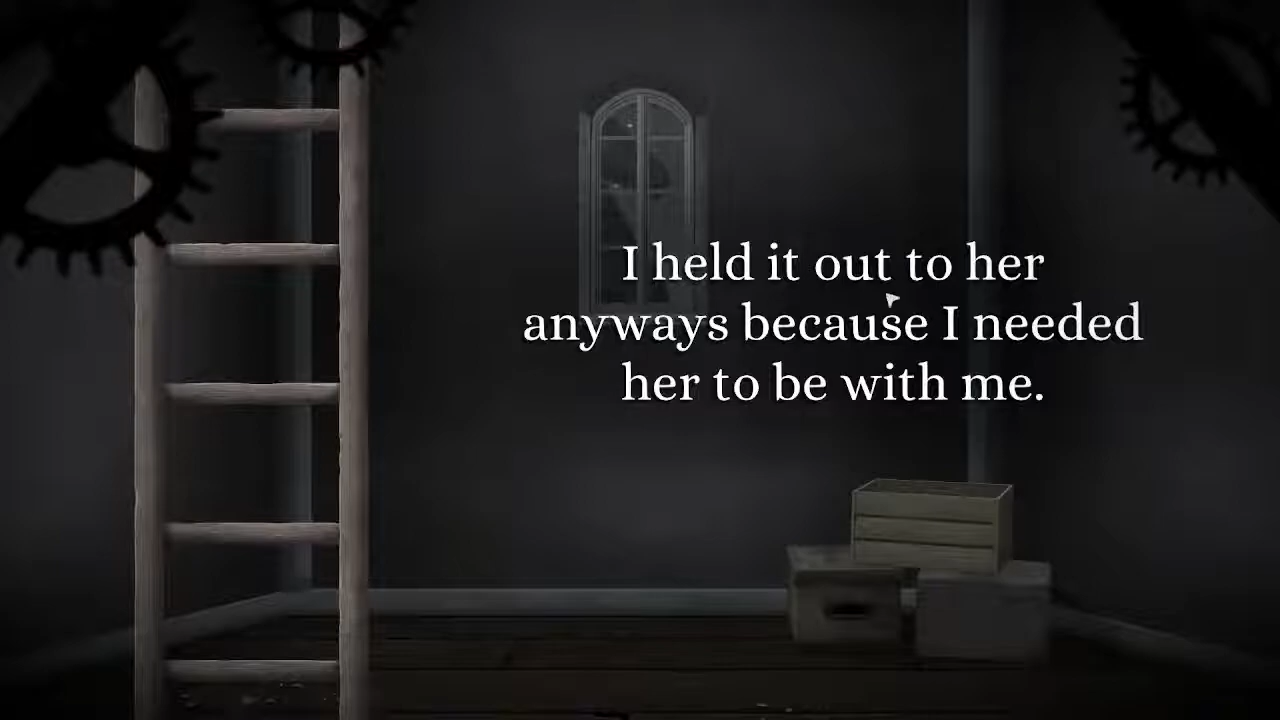 I held it out to her
anyways because I needed
her to be with me.